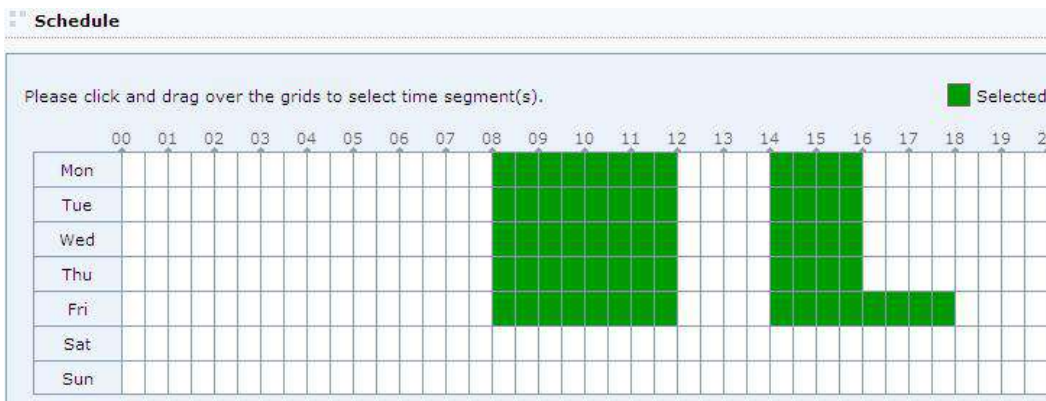 Schedule
Please click and drag over the grids to select time segment(s).
Selected
00 01 02 03 04 05 06 07 08 09 10 11 12 13 14 15 16 17 18 19 2
Mon
Tue
Wed
Thu
Fri
Sat
Sun